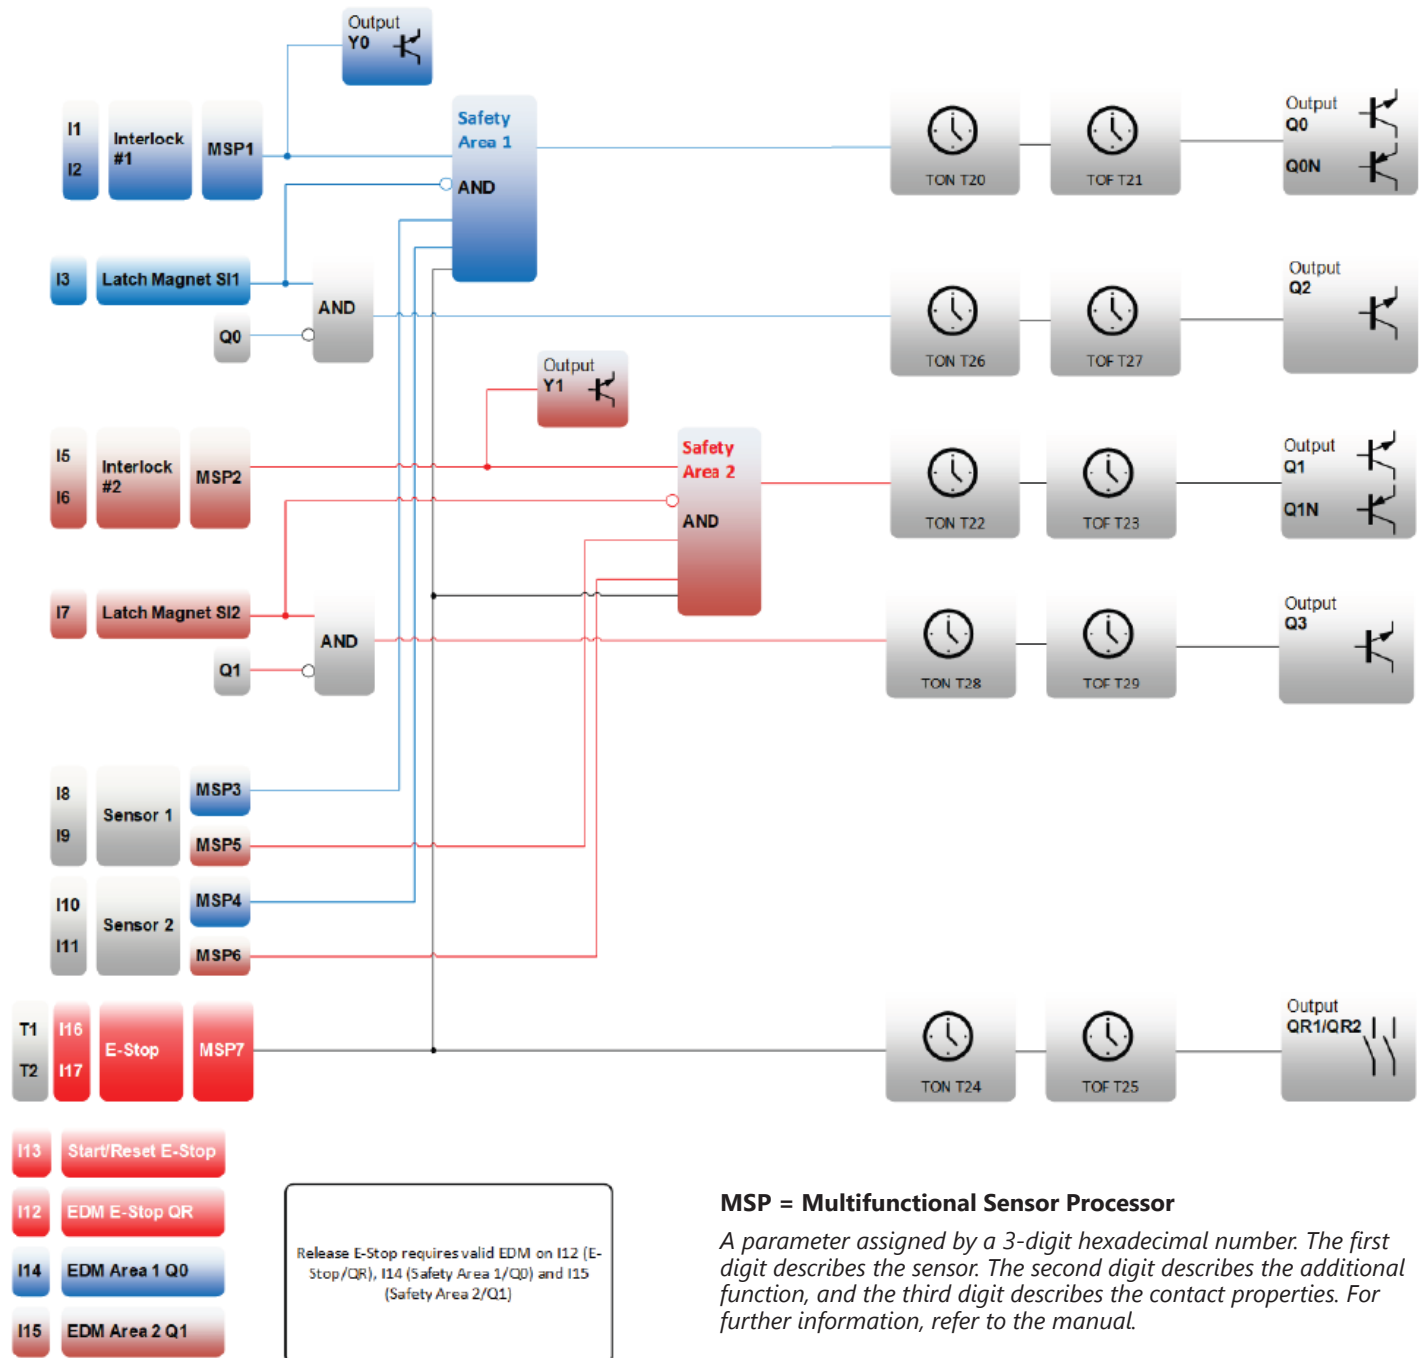 Output
Y0
I1
I2
Interlock
#1
MSP1
Safety
Area 1
AND
TON T20
TOF T21
Output
Q0
Q0N
I3
Latch Magnet SI1
Q0
AND
TON T26
TOF T27
Output
Q2
Output
Y1
I5
I6
Interlock
#2
MSP2
Safety
Area 2
AND
TON T22
TOF T23
Output
Q1
Q1N
I7
Latch Magnet SI2
Q1
AND
TON T28
TOF T29
Output
Q3
I8
I9
Sensor 1
MSP3
MSP5
I10
I11
Sensor 2
MSP4
MSP6
T1
T2
I16
I17
E-Stop
MSP7
TON T24
TOF T25
Output
QR1/QR2
I13
Start/Reset E-Stop
I12
EDM E-Stop QR
I14
EDM Area 1 Q0
I15
EDM Area 2 Q1
Release E-Stop requires valid EDM on I12 (E-
Stop/QR), I14 (Safety Area 1/Q0) and I15
(Safety Area 2/Q1)
MSP = Multifunctional Sensor Processor
A parameter assigned by a 3-digit hexadecimal number. The first
digit describes the sensor. The second digit describes the additional
function, and the third digit describes the contact properties. For
further information, refer to the manual.